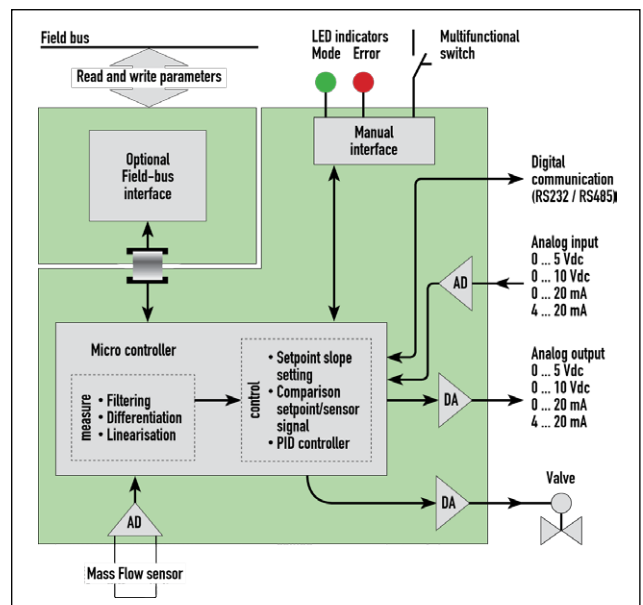 Field bus
Read and write parameters
LED indicators
Mode Error
Multifunctional
switch
Optional
Field-bus
interface
Manual
interface
Digital
communication
(RS232 / RS485)
Analog input
0 ... 5 Vdc
0 ... 10 Vdc
0 ... 20 mA
4 ... 20 mA
AD
Micro controller
measure
• Filtering
• Differentiation
• Linearisation
control
• Setpoint slope
setting
• Comparison
setpoint/sensor
signal
• PID controller
DA
Analog output
0 ... 5 Vdc
0 ... 10 Vdc
0 ... 20 mA
4 ... 20 mA
DA
Valve
AD
Mass Flow sensor